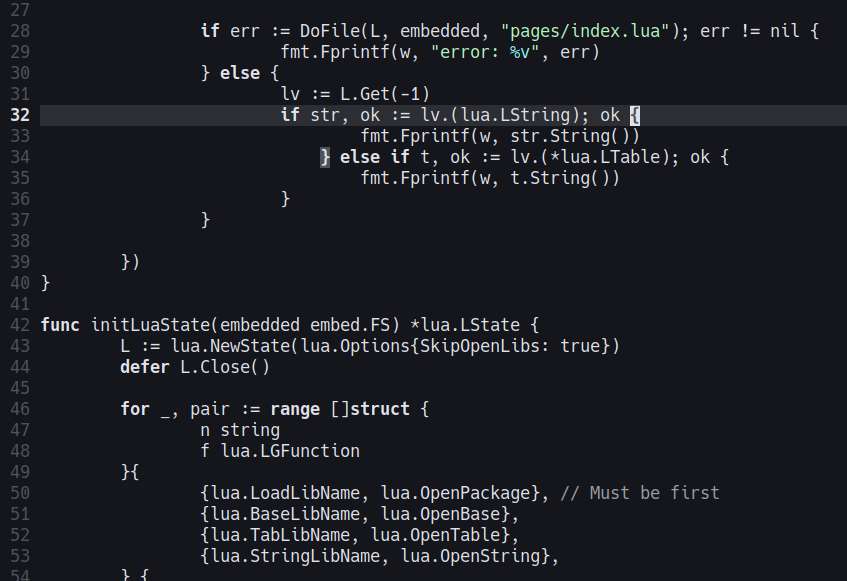 27
28 if err := DoFile(L, embedded, "pages/index.lua"); err != nil {
29 fmt.Fprintf(w, "error: %v", err)
30 } else {
31 lv := L.Get(-1)
32 if str, ok := lv.(lua.LString); ok {
33 fmt.Fprintf(w, str.String())
34 } else if t, ok := lv.(*lua.LTable); ok {
35 fmt.Fprintf(w, t.String())
36 }
37 }
38
39 })
40 }
41
42 func initLuaState(embedded embed.FS) *lua.LState {
43 L := lua.NewState(lua.Options{SkipOpenLibs: true})
44 defer L.Close()
45
46 for _, pair := range []struct {
47 n string
48 f lua.LGFunction
49 }{
50 {lua.LoadLibName, lua.OpenPackage}, // Must be first
51 {lua.BaseLibName, lua.OpenBase},
52 {lua.TabLibName, lua.OpenTable},
53 {lua.StringLibName, lua.OpenString},
54 } {